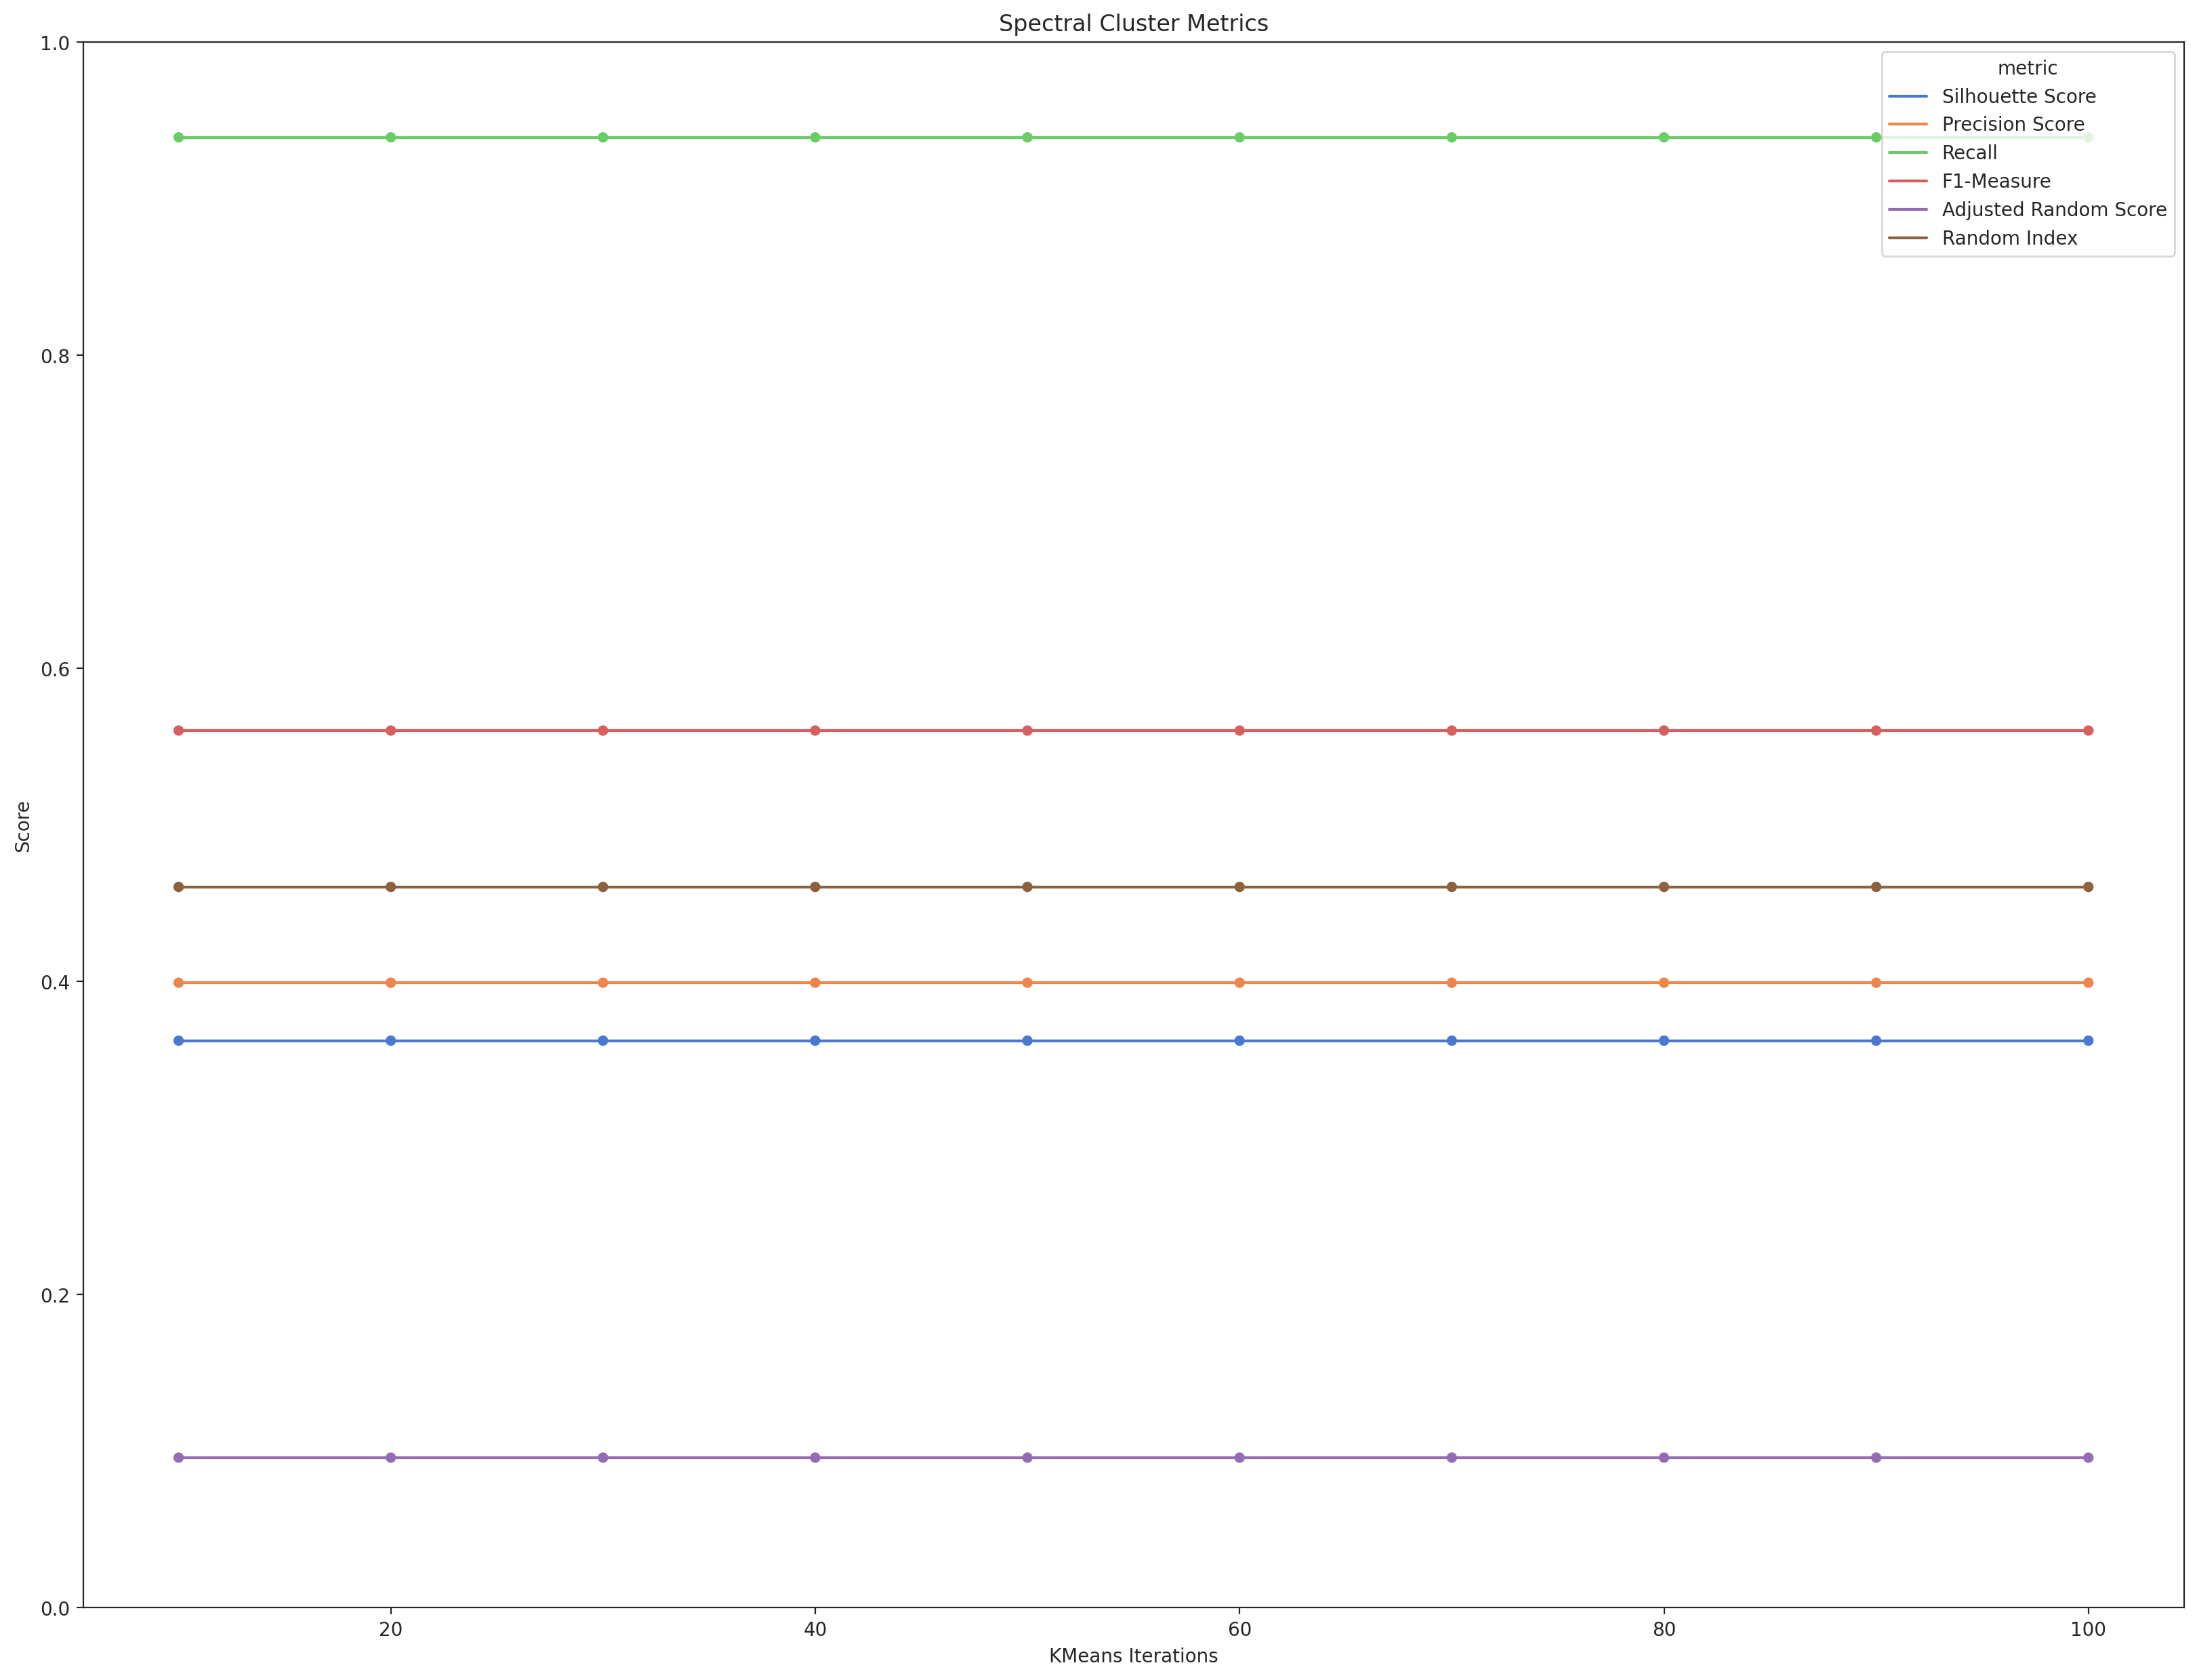 Spectral Cluster Metrics
1.0
0.8
0.6
0.4
0.2
0.0
Score
metric
Silhouette Score
Precision Score
Recall
F1-Measure
Adjusted Random Score
Random Index
20 40 60 80 100
KMeans Iterations